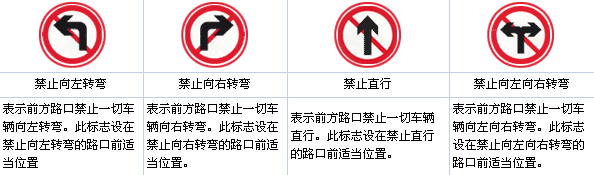 禁止向左转弯
禁止向右转弯
禁止直行
禁止向左向右转弯
表示前方路口禁止一切车
辆向左转弯。此标志设在
禁止向左转弯的路口前适
当位置
表示前方路口禁止一切车
辆向右转弯。此标志设在
禁止向右转弯的路口前适
当位置。
表示前方路口禁止一切车辆
直行。此标志设在禁止直行
的路口前适当位置。
表示前方路口禁止一切车
辆向左向右转弯。此标志
设在禁止向左向右转弯的
路口前适当位置。